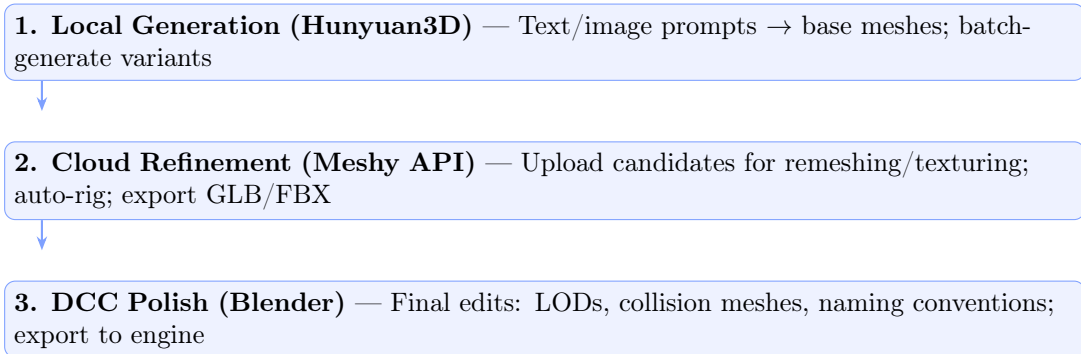 1. Local Generation (Hunyuan3D) — Text/image prompts → base meshes; batch-
generate variants
2. Cloud Refinement (Meshy API) — Upload candidates for remeshing/texturing;
auto-rig; export GLB/FBX
3. DCC Polish (Blender) — Final edits: LODs, collision meshes, naming conventions;
export to engine